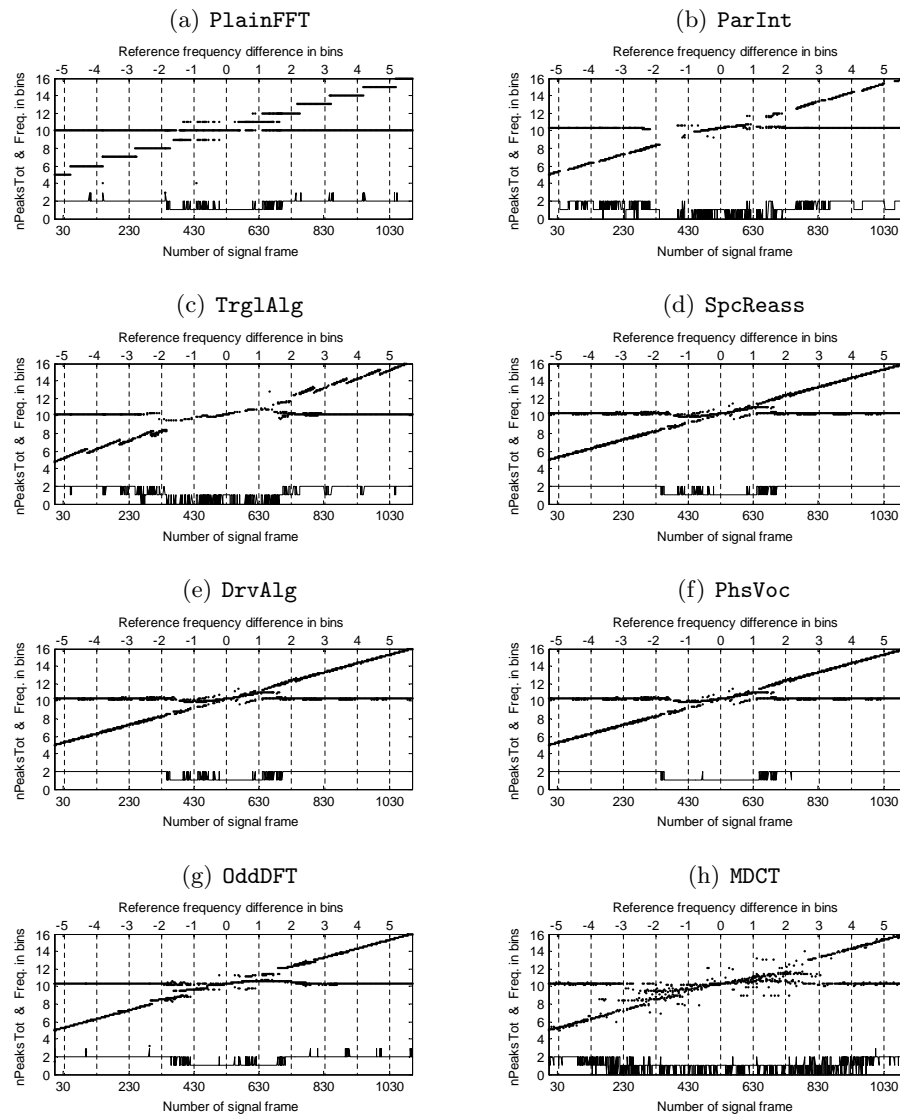 (a) PlainFFT
Reference frequency difference in bins
-5 -4 -3 -2 -1 0 1 2 3 4 5
nPeaksTot & Freq. in bins
16
14
12
10
8
6
4
2
0
30 230 430 630 830 1030
Number of signal frame
(b) ParInt
Reference frequency difference in bins
-5 -4 -3 -2 -1 0 1 2 3 4 5
nPeaksTot & Freq. in bins
16
14
12
10
8
6
4
2
0
30 230 430 630 830 1030
Number of signal frame
(c) TrglAlg
Reference frequency difference in bins
-5 -4 -3 -2 -1 0 1 2 3 4 5
nPeaksTot & Freq. in bins
16
14
12
10
8
6
4
2
0
30 230 430 630 830 1030
Number of signal frame
(d) SpcReass
Reference frequency difference in bins
-5 -4 -3 -2 -1 0 1 2 3 4 5
nPeaksTot & Freq. in bins
16
14
12
10
8
6
4
2
0
30 230 430 630 830 1030
Number of signal frame
(e) DrvAlg
Reference frequency difference in bins
-5 -4 -3 -2 -1 0 1 2 3 4 5
nPeaksTot & Freq. in bins
16
14
12
10
8
6
4
2
0
30 230 430 630 830 1030
Number of signal frame
(f) PhsVoc
Reference frequency difference in bins
-5 -4 -3 -2 -1 0 1 2 3 4 5
nPeaksTot & Freq. in bins
16
14
12
10
8
6
4
2
0
30 230 430 630 830 1030
Number of signal frame
(g) OddDFT
Reference frequency difference in bins
-5 -4 -3 -2 -1 0 1 2 3 4 5
nPeaksTot & Freq. in bins
16
14
12
10
8
6
4
2
0
30 230 430 630 830 1030
Number of signal frame
(h) MDCT
Reference frequency difference in bins
-5 -4 -3 -2 -1 0 1 2 3 4 5
nPeaksTot & Freq. in bins
16
14
12
10
8
6
4
2
0
30 230 430 630 830 1030
Number of signal frame